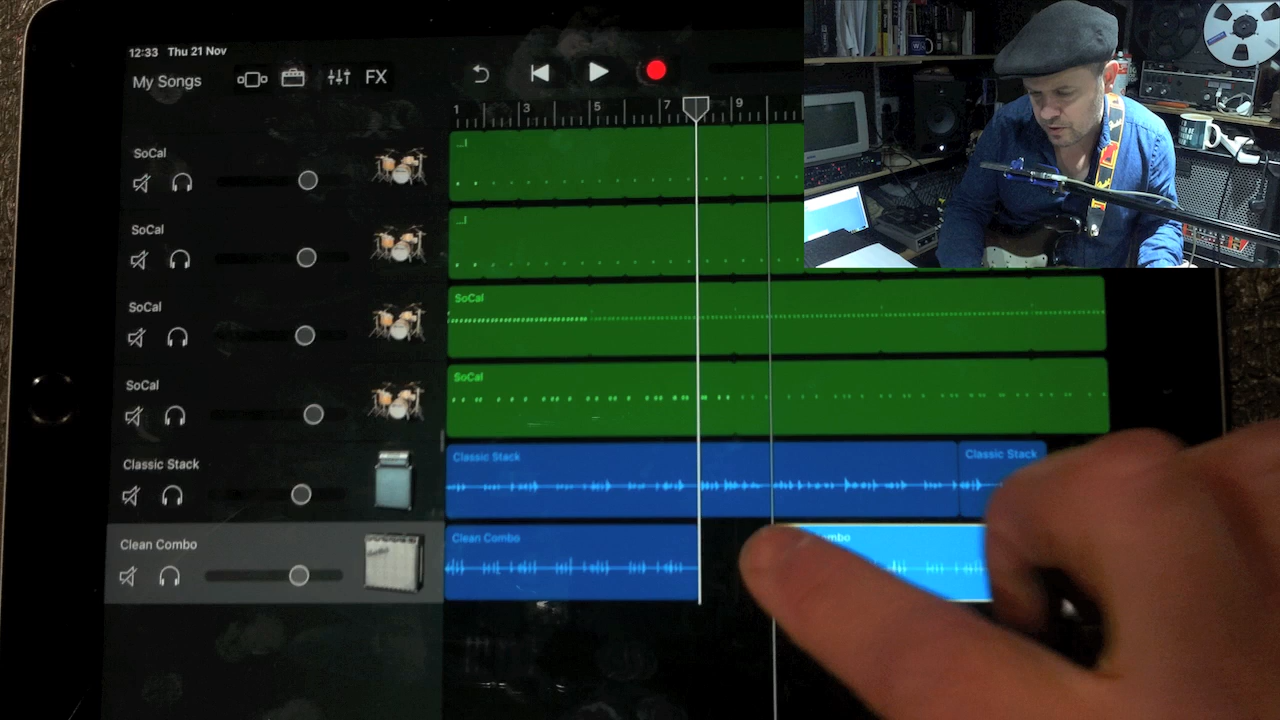 12:33 Thu 21 Nov
My Songs
FX
1 3 5 7 9
SoCal
SoCal
SoCal
SoCal
SoCal
SoCal
Classic Stack
Classic Stack
Classic Stack
Clean Combo
Clean Combo
mbo